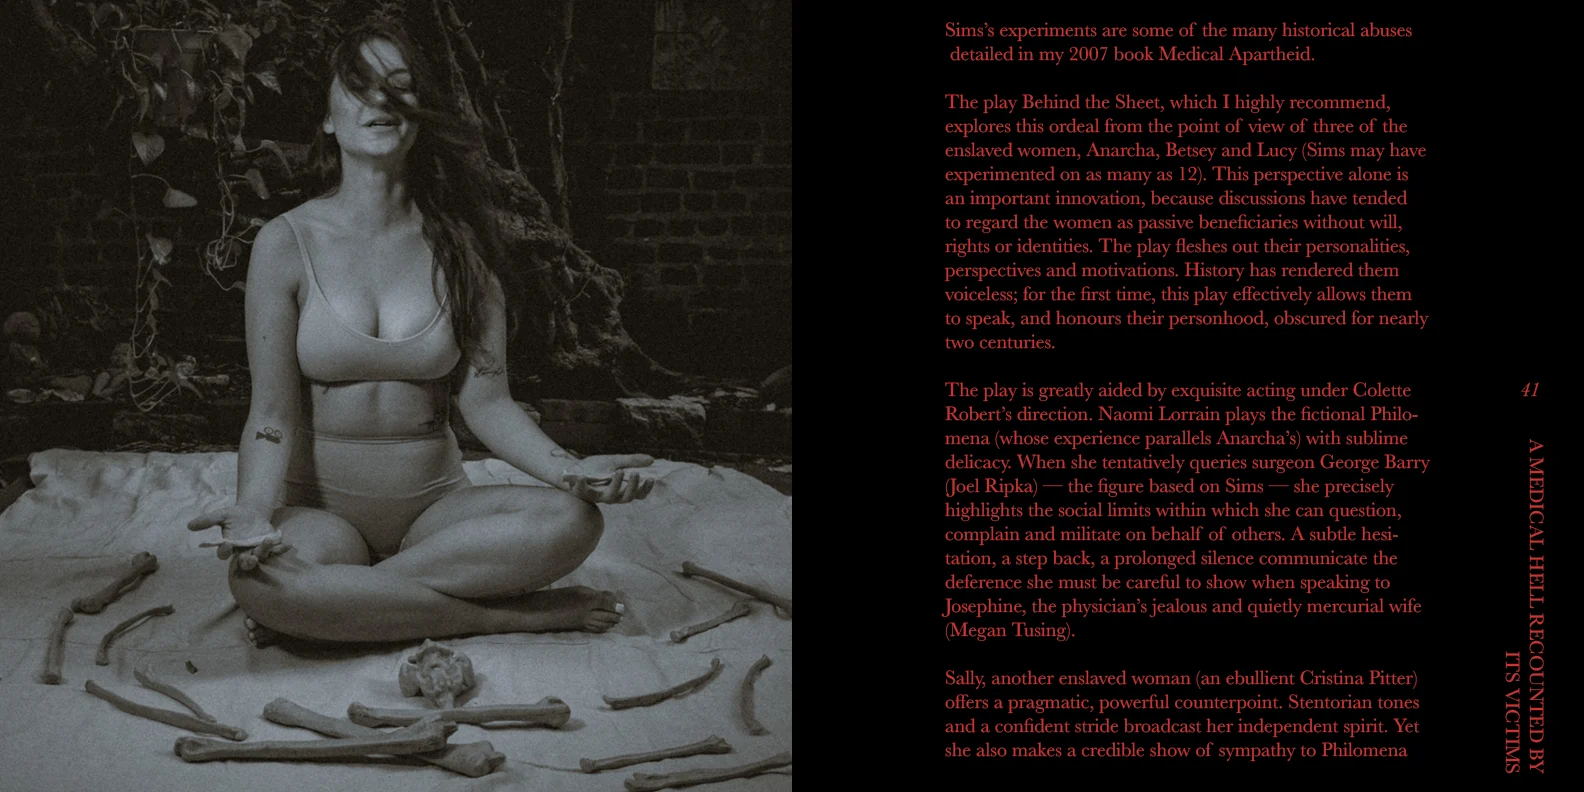 Sims's experiments are some of the many historical abuses
detailed in my 2007 book Medical Apartheid.
The play Behind the Sheet, which I highly recommend,
explores this ordeal from the point of view of three of the
enslaved women, Anarcha, Betsey and Lucy (Sims may have
experimented on as many as 12). This perspective alone is
an important innovation, because discussions have tended
to regard the women as passive beneficiaries without will,
rights or identities. The play fleshes out their personalities,
perspectives and motivations. History has rendered them
voiceless; for the first time, this play effectively allows them
to speak, and honours their personhood, obscured for nearly
two centuries.
The play is greatly aided by exquisite acting under Colette
Robert's direction. Naomi Lorrain plays the fictional Philo-
mena (whose experience parallels Anarcha's) with sublime
delicacy. When she tentatively queries surgeon George Barry
(Joel Ripka) — the figure based on Sims — she precisely
highlights the social limits within which she can question,
complain and militate on behalf of others. A subtle hesi-
tation, a step back, a prolonged silence communicate the
deference she must be careful to show when speaking to
Josephine, the physician's jealous and quietly mercurial wife
(Megan Tusing).
Sally, another enslaved woman (an ebullient Cristina Pitter)
offers a pragmatic, powerful counterpoint. Stentorian tones
and a confident stride broadcast her independent spirit. Yet
she also makes a credible show of sympathy to Philomena
41
A MEDICAL HELL RECOUNTED BY
ITS VICTIMS